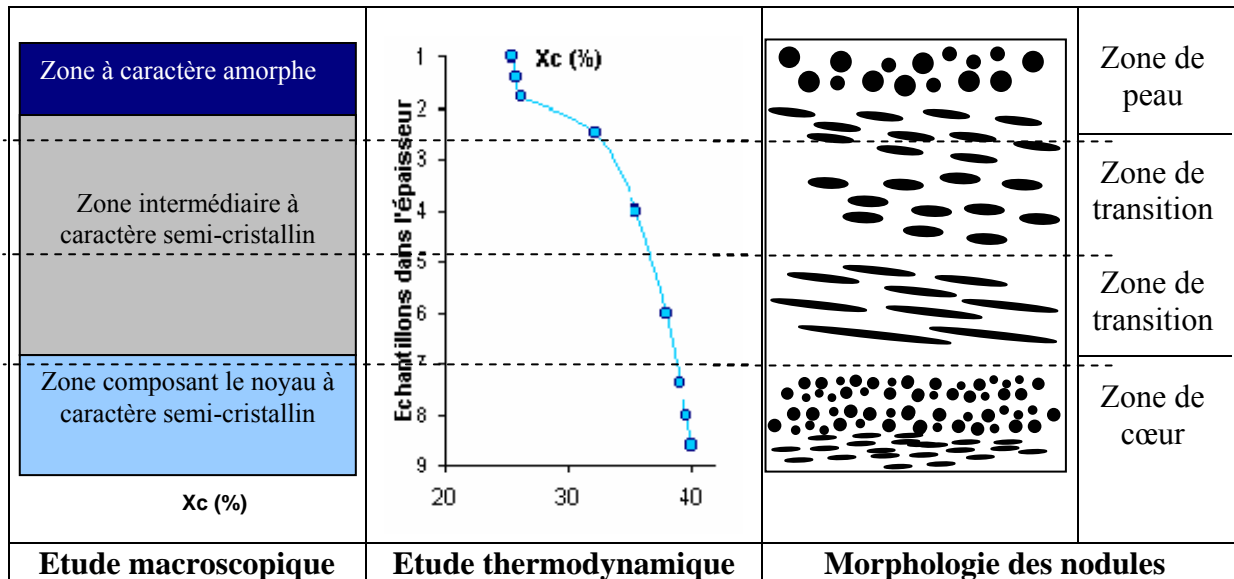 Zone à caractère amorphe
Zone intermédiaire à
caractère semi-cristallin
Zone composant le noyau à
caractère semi-cristallin
Xc (%)
Xc (%)
Echantillons dans l'épaisseur
1
2
3
4
5
6
7
8
9
20
30
40
Zone de
peau
Zone de
transition
Zone de
transition
Zone de
cœur
Etude macroscopique
Etude thermodynamique
Morphologie des nodules